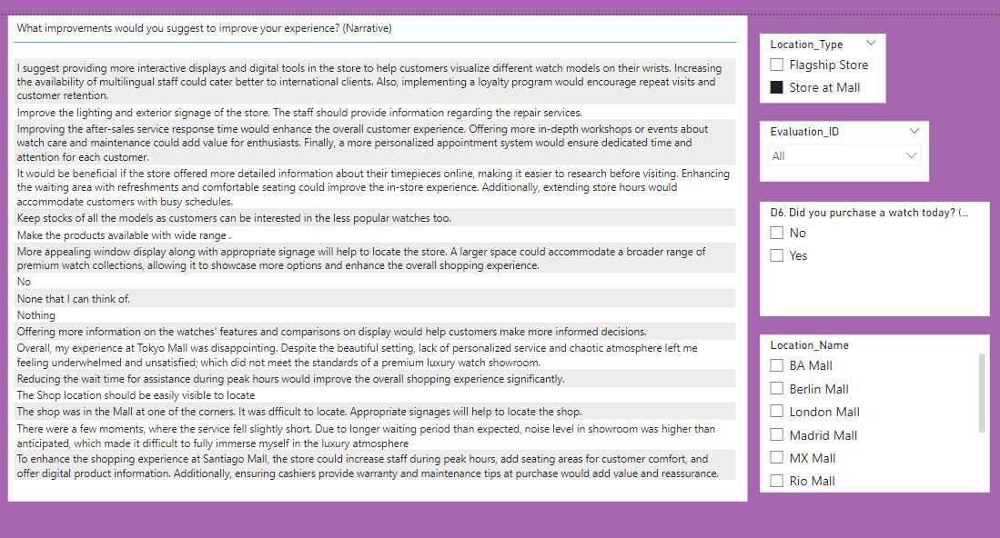 What improvements would you suggest to improve your experience? (Narrative)
I suggest providing more interactive displays and digital tools in the store to help customers visualize different watch models on their wrists. Increasing
the availability of multilingual staff could cater better to international clients. Also, implementing a loyalty program would encourage repeat visits and
customer retention.
Improve the lighting and exterior signage of the store. The staff should provide information regarding the repair services.
Improving the after-sales service response time would enhance the overall customer experience. Offering more in-depth workshops or events about
watch care and maintenance could add value for enthusiasts. Finally, a more personalized appointment system would ensure dedicated time and
attention for each customer.
It would be beneficial if the store offered more detailed information about their timepieces online, making it easier to research before visiting. Enhancing
the waiting area with refreshments and comfortable seating could improve the in-store experience. Additionally, extending store hours would
accommodate customers with busy schedules.
Keep stocks of all the models as customers can be interested in the less popular watches too.
Make the products available with wide range .
More appealing window display along with appropriate signage will help to locate the store. A larger space could accommodate a broader range of
premium watch collections, allowing it to showcase more options and enhance the overall shopping experience.
No
None that I can think of.
Nothing
Offering more information on the watches' features and comparisons on display would help customers make more informed decisions.
Overall, my experience at Tokyo Mall was disappointing. Despite the beautiful setting, lack of personalized service and chaotic atmosphere left me
feeling underwhelmed and unsatisfied; which did not meet the standards of a premium luxury watch showroom.
Reducing the wait time for assistance during peak hours would improve the overall shopping experience significantly.
The Shop location should be easily visible to locate
The shop was in the Mall at one of the corners. It was dfficult to locate. Appropriate signages will help to locate the shop.
There were a few moments, where the service fell slightly short. Due to longer waiting period than expected, noise level in showroom was higher than
anticipated, which made it difficult to fully immerse myself in the luxury atmosphere
To enhance the shopping experience at Santiago Mall, the store could increase staff during peak hours, add seating areas for customer comfort, and
offer digital product information. Additionally, ensuring cashiers provide warranty and maintenance tips at purchase would add value and reassurance.
Location_Type
Flagship Store
Store at Mall
Evaluation_ID
All
D6. Did you purchase a watch today? (...
No
Yes
Location_Name
BA Mall
Berlin Mall
London Mall
Madrid Mall
MX Mall
Rio Mall